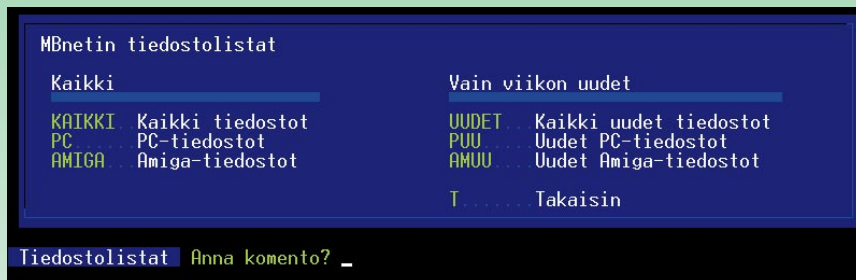 MBnetin tiedostolistat
Kaikki Vain viikon uudet
KAIKKI..Kaikki tiedostot UUDET...Kaikki uudet tiedostot
PC......PC-tiedostot PUU.....Uudet PC-tiedostot
AMIGA...Amiga-tiedostot AMUU....Uudet Amiga-tiedostot
T.......Takaisin
Tiedostolistat Anna komento? _